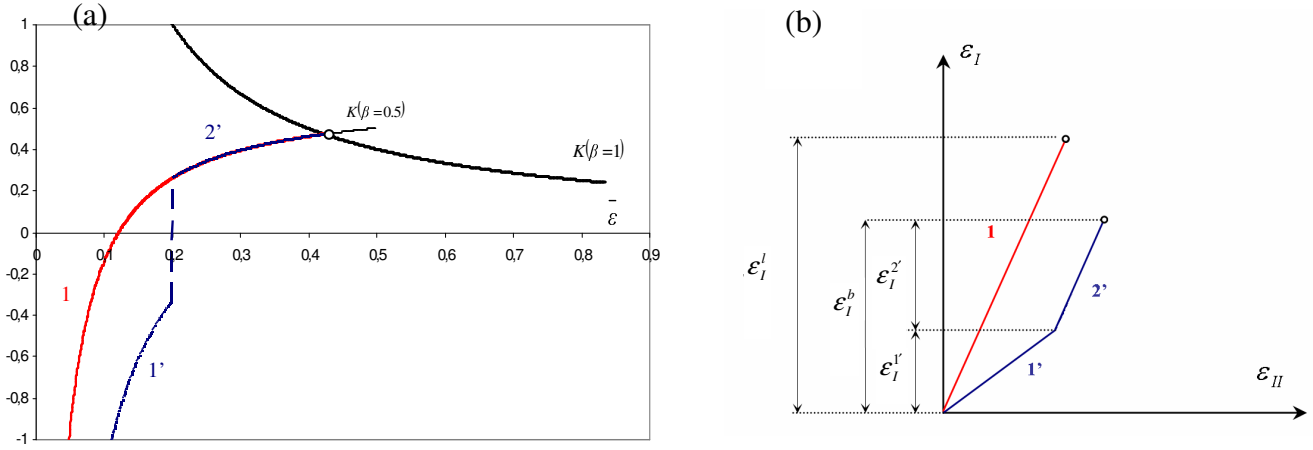 (a)
1
0,8
0,6
0,4
0,2
0
-0,2
-0,4
-0,6
-0,8
-1
0 0,1 0,2 0,3 0,4 0,5 0,6 0,7 0,8 0,9
K(β=0.5)
K(β=1)
ε̅
2’
1
1’
(b)
ε_I
ε_II
ε_I^l
ε_I^b
ε_I^2'
ε_I^1'
1
2’
1’